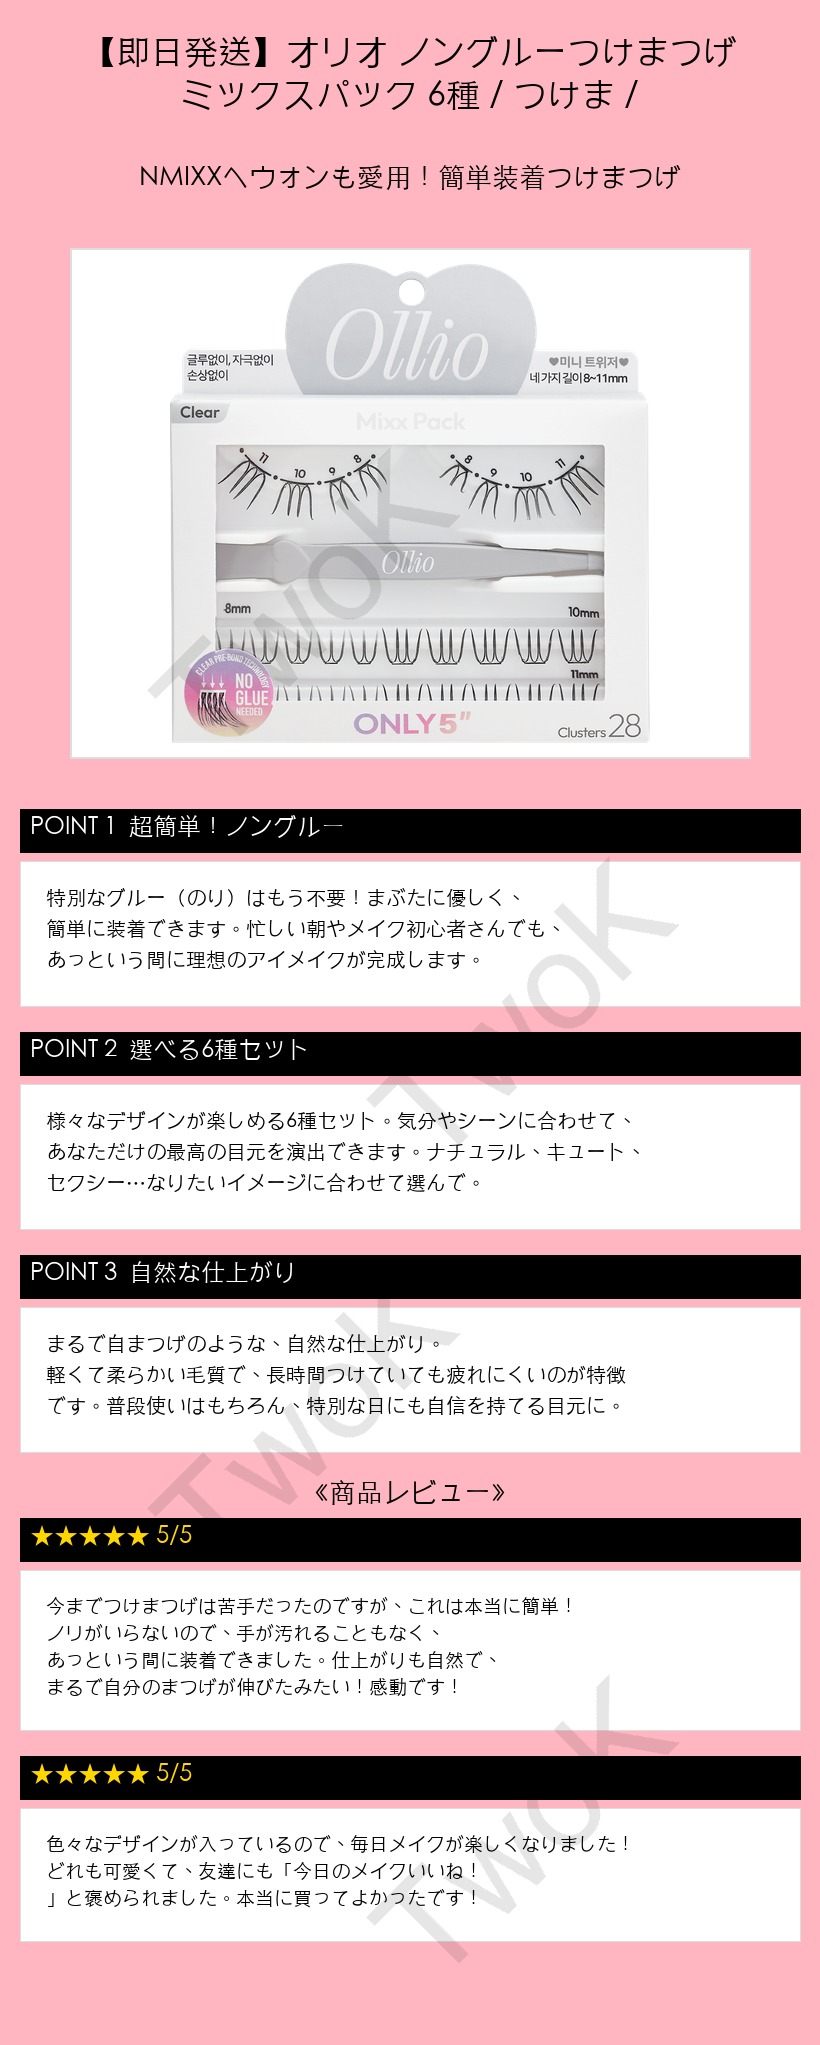 【即日発送】オリオ ノングルーつけまつげ
ミックスパック 6種 / つけま /
NMIXXヘウォンも愛用！簡単装着つけまつげ
Ollio
글루없이, 자극없이
손상없이
♥미니 트위저♥
네가지길이8~11mm
Clear
Mixx Pack
11 10 9 8
8 9 10 11
Ollio
8mm
10mm
11mm
CLEAR PRE-BOND TECHNOLOGY
NO
GLUE
NEEDED
ONLY5”
Clusters28
TwoK
POINT 1 超簡単！ノングルー
特別なグルー（のり）はもう不要！まぶたに優しく、
簡単に装着できます。忙しい朝やメイク初心者さんでも、
あっという間に理想のアイメイクが完成します。
TwoK
POINT 2 選べる6種セット
様々なデザインが楽しめる6種セット。気分やシーンに合わせて、
あなただけの最高の目元を演出できます。ナチュラル、キュート、
セクシー…なりたいイメージに合わせて選んで。
POINT 3 自然な仕上がり
まるで自まつげのような、自然な仕上がり。
軽くて柔らかい毛質で、長時間つけていても疲れにくいのが特徴
です。普段使いはもちろん、特別な日にも自信を持てる目元に。
TwoK
《商品レビュー》
★★★★★ 5/5
今までつけまつげは苦手だったのですが、これは本当に簡単！
ノリがいらないので、手が汚れることもなく、
あっという間に装着できました。仕上がりも自然で、
まるで自分のまつげが伸びたみたい！感動です！
★★★★★ 5/5
色々なデザインが入っているので、毎日メイクが楽しくなりました！
どれも可愛くて、友達にも「今日のメイクいいね！
」と褒められました。本当に買ってよかったです！
TwoK